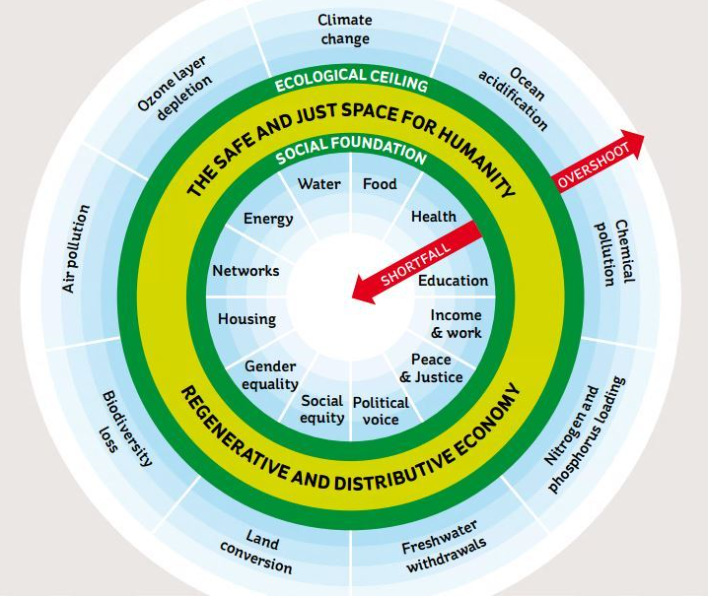 Climate
change
Ocean
acidification
Chemical
pollution
Nitrogen and
phosphorus loading
Freshwater
withdrawals
Land
conversion
Biodiversity
loss
Air pollution
Ozone layer
depletion
ECOLOGICAL CEILING
THE SAFE AND JUST SPACE FOR HUMANITY
SOCIAL FOUNDATION
OVERSHOOT
Water
Food
Health
SHORTFALL
Education
Income
& work
Peace
& Justice
Political
voice
Social
equity
Gender
equality
Housing
Networks
Energy
REGENERATIVE AND DISTRIBUTIVE ECONOMY